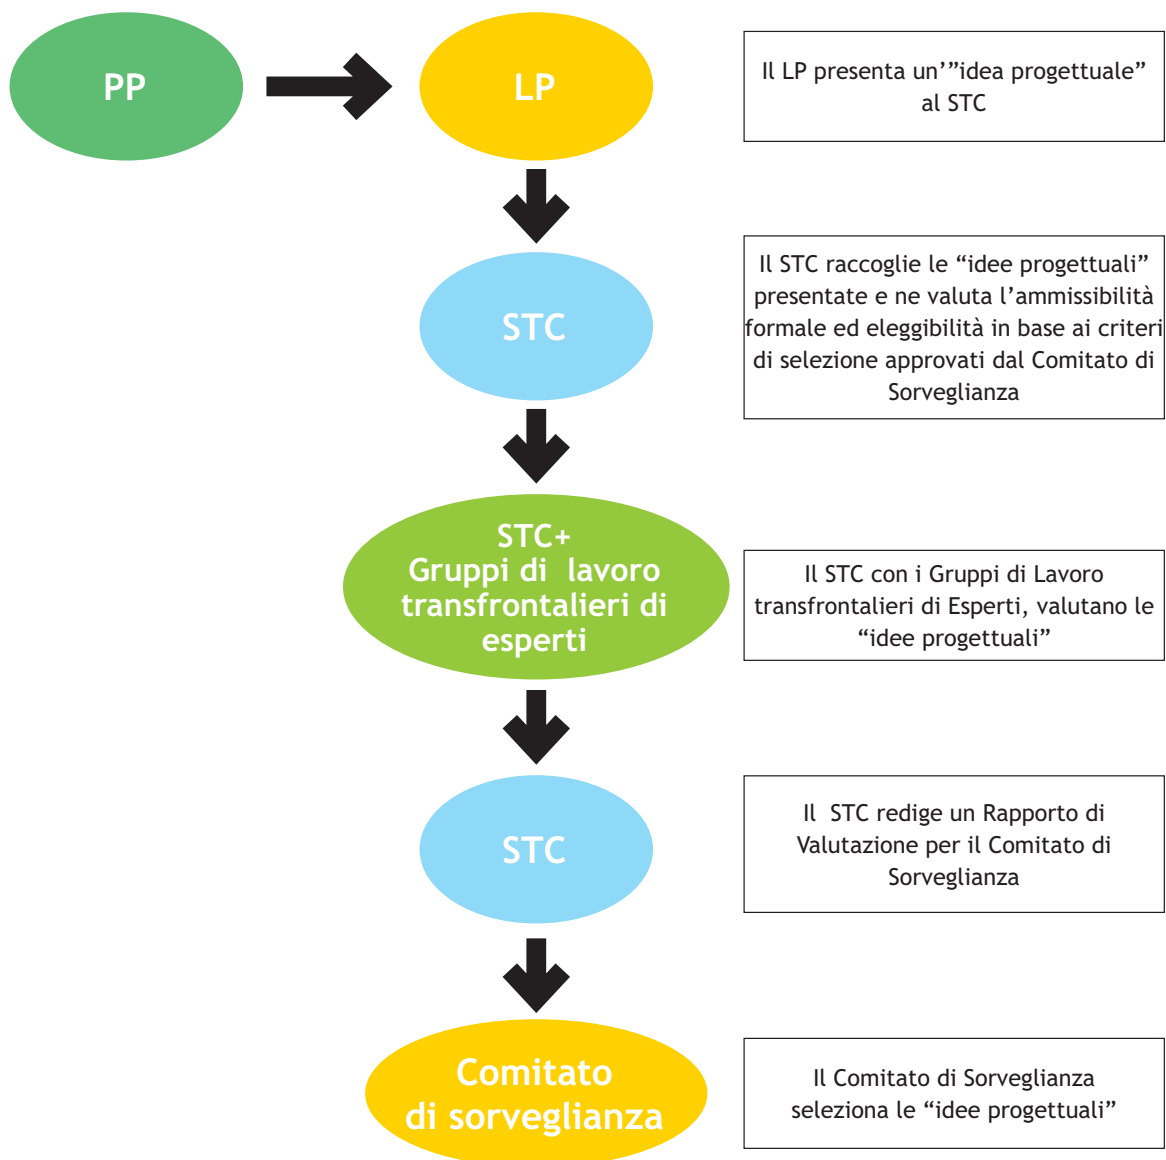 PP
LP
Il LP presenta un’”idea progettuale”
al STC
STC
Il STC raccoglie le “idee progettuali”
presentate e ne valuta l’ammissibilità
formale ed eleggibilità in base ai criteri
di selezione approvati dal Comitato di
Sorveglianza
STC+
Gruppi di lavoro
transfrontalieri di
esperti
Il STC con i Gruppi di Lavoro
transfrontalieri di Esperti, valutano le
“idee progettuali”
STC
Il STC redige un Rapporto di
Valutazione per il Comitato di
Sorveglianza
Comitato
di sorveglianza
Il Comitato di Sorveglianza
seleziona le “idee progettuali”